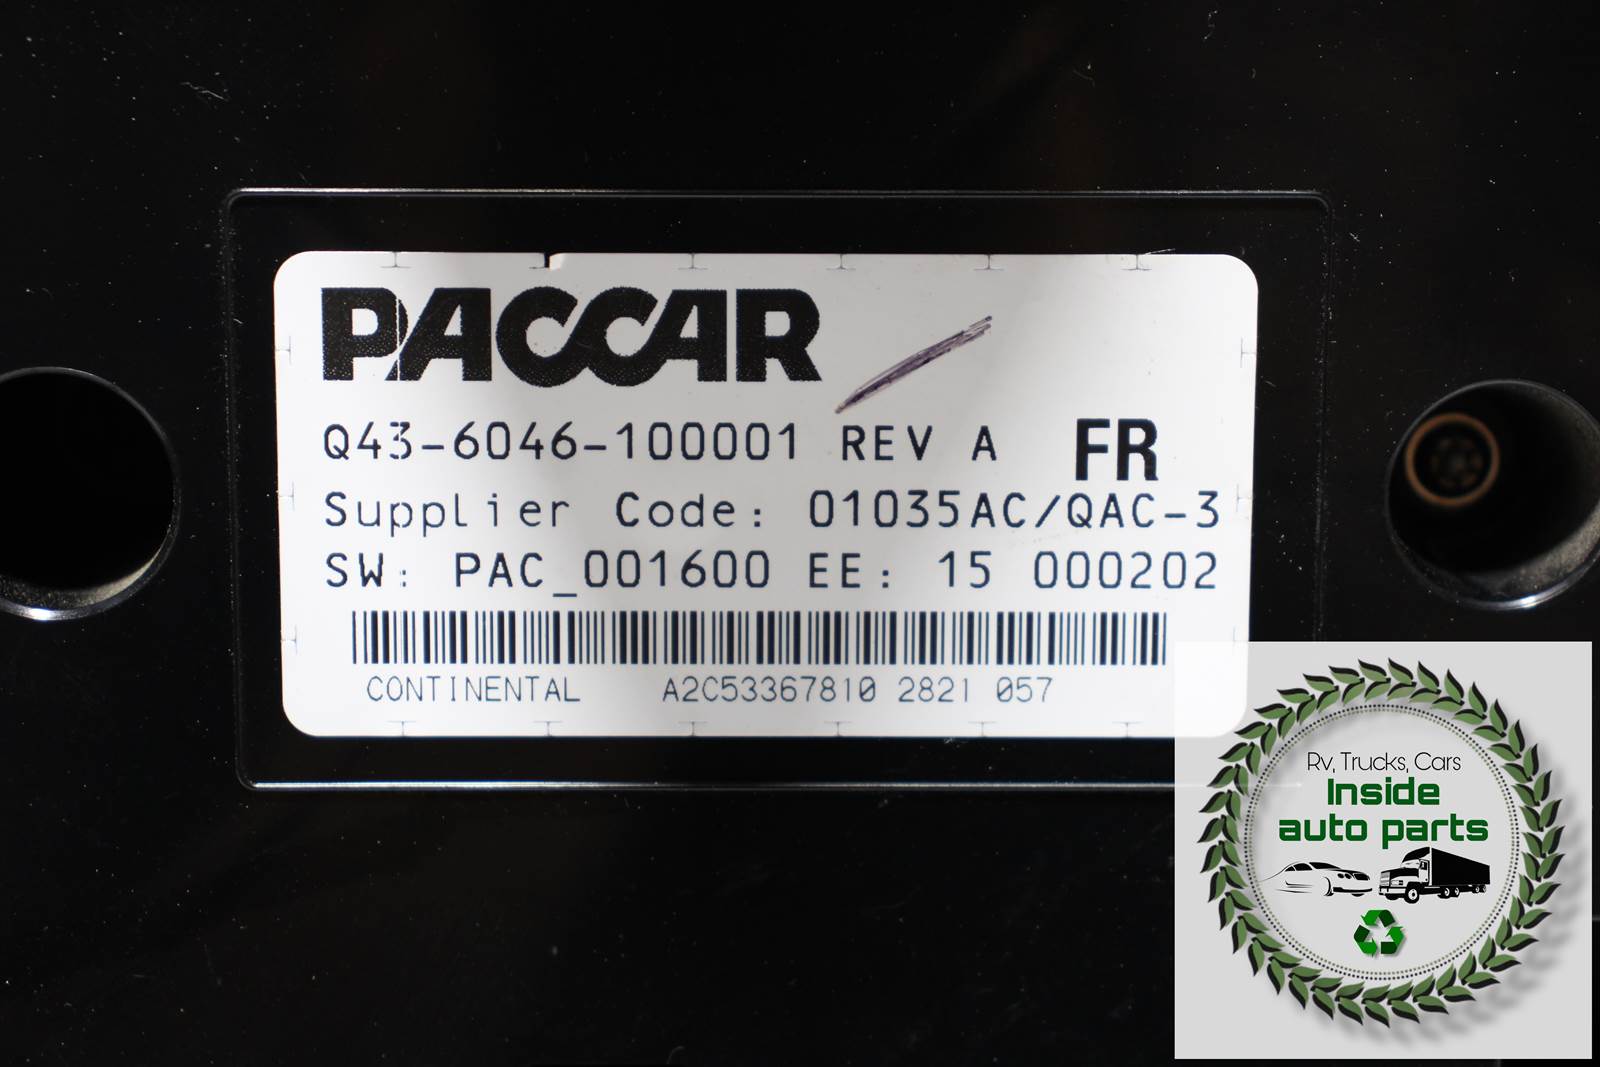 PACCAR
Q43-6046-100001 REV A FR
Supplier Code: 01035AC/QAC-3
SW: PAC_001600 EE: 15 000202
CONTINENTAL A2C53367810 2821 057
Rv, Trucks, Cars
Inside
auto parts